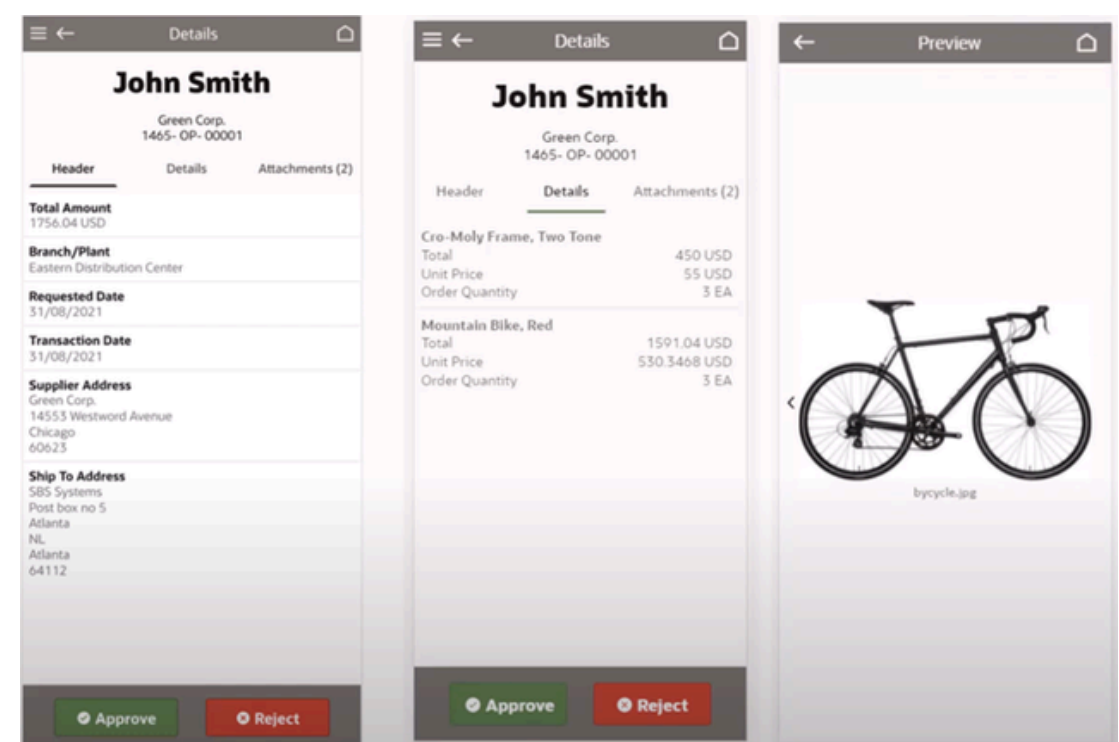 Details
John Smith
Green Corp.
1465- OP- 00001
Header Details Attachments (2)
Total Amount
1756.04 USD
Branch/Plant
Eastern Distribution Center
Requested Date
31/08/2021
Transaction Date
31/08/2021
Supplier Address
Green Corp.
14553 Westword Avenue
Chicago
60623
Ship To Address
SBS Systems
Post box no 5
Atlanta
NL
Atlanta
64112
Approve Reject
Details
John Smith
Green Corp.
1465- OP- 00001
Header Details Attachments (2)
Cro-Moly Frame, Two Tone
Total 450 USD
Unit Price 55 USD
Order Quantity 3 EA
Mountain Bike, Red
Total 1591.04 USD
Unit Price 530.3468 USD
Order Quantity 3 EA
Approve Reject
Preview
bycycle.jpg